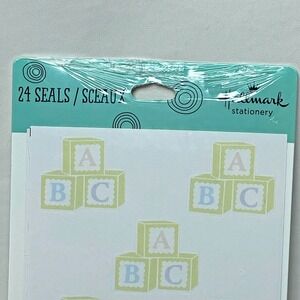 24 SEALS / SCEAUX
Hallmark
stationery
A
B C
A
B C
A
B C